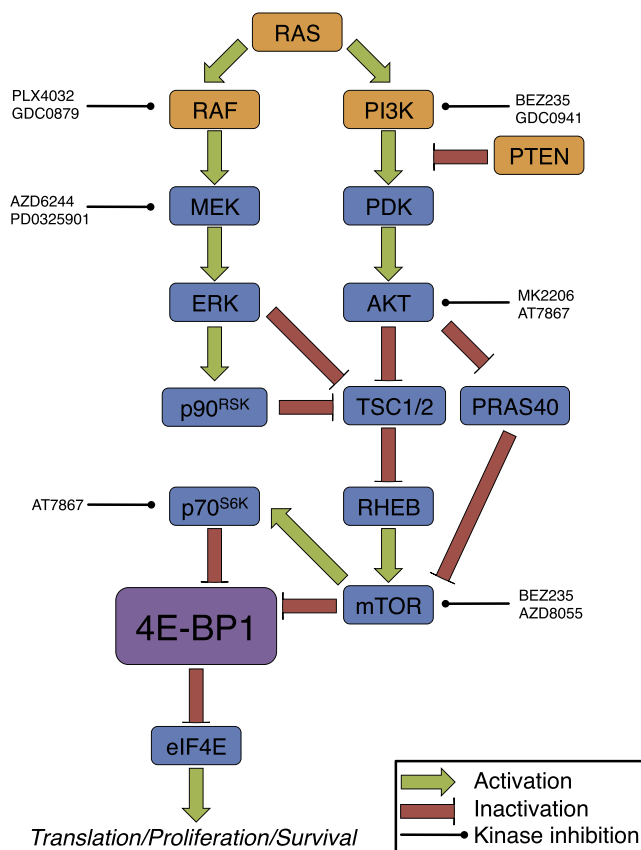 RAS
PLX4032
GDC0879
RAF
PI3K
BEZ235
GDC0941
PTEN
AZD6244
PD0325901
MEK
PDK
ERK
AKT
MK2206
AT7867
p90RSK
TSC1/2
PRAS40
AT7867
p70S6K
RHEB
4E-BP1
mTOR
BEZ235
AZD8055
eIF4E
Translation/Proliferation/Survival
Activation
Inactivation
Kinase inhibition